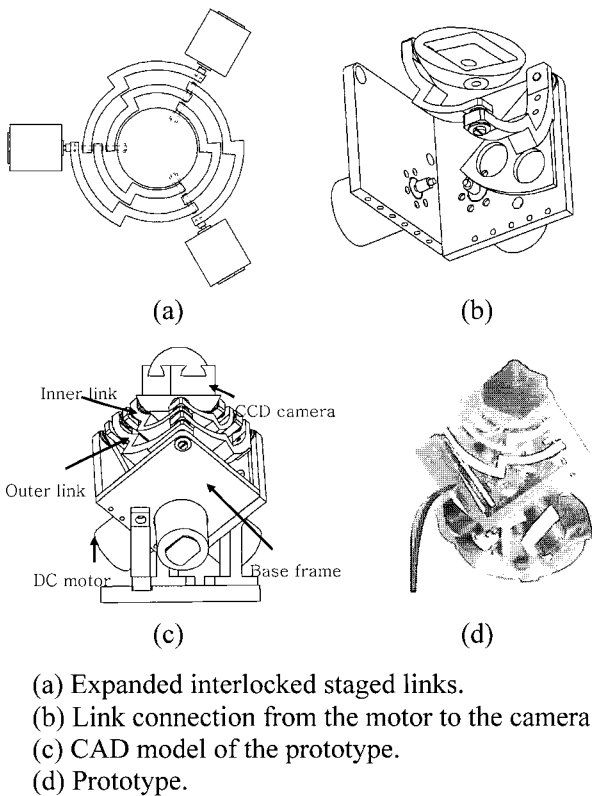 (a)
(b)
Inner link
CCD camera
Outer link
DC motor
Base frame
(c)
(d)
(a) Expanded interlocked staged links.
(b) Link connection from the motor to the camera
(c) CAD model of the prototype.
(d) Prototype.